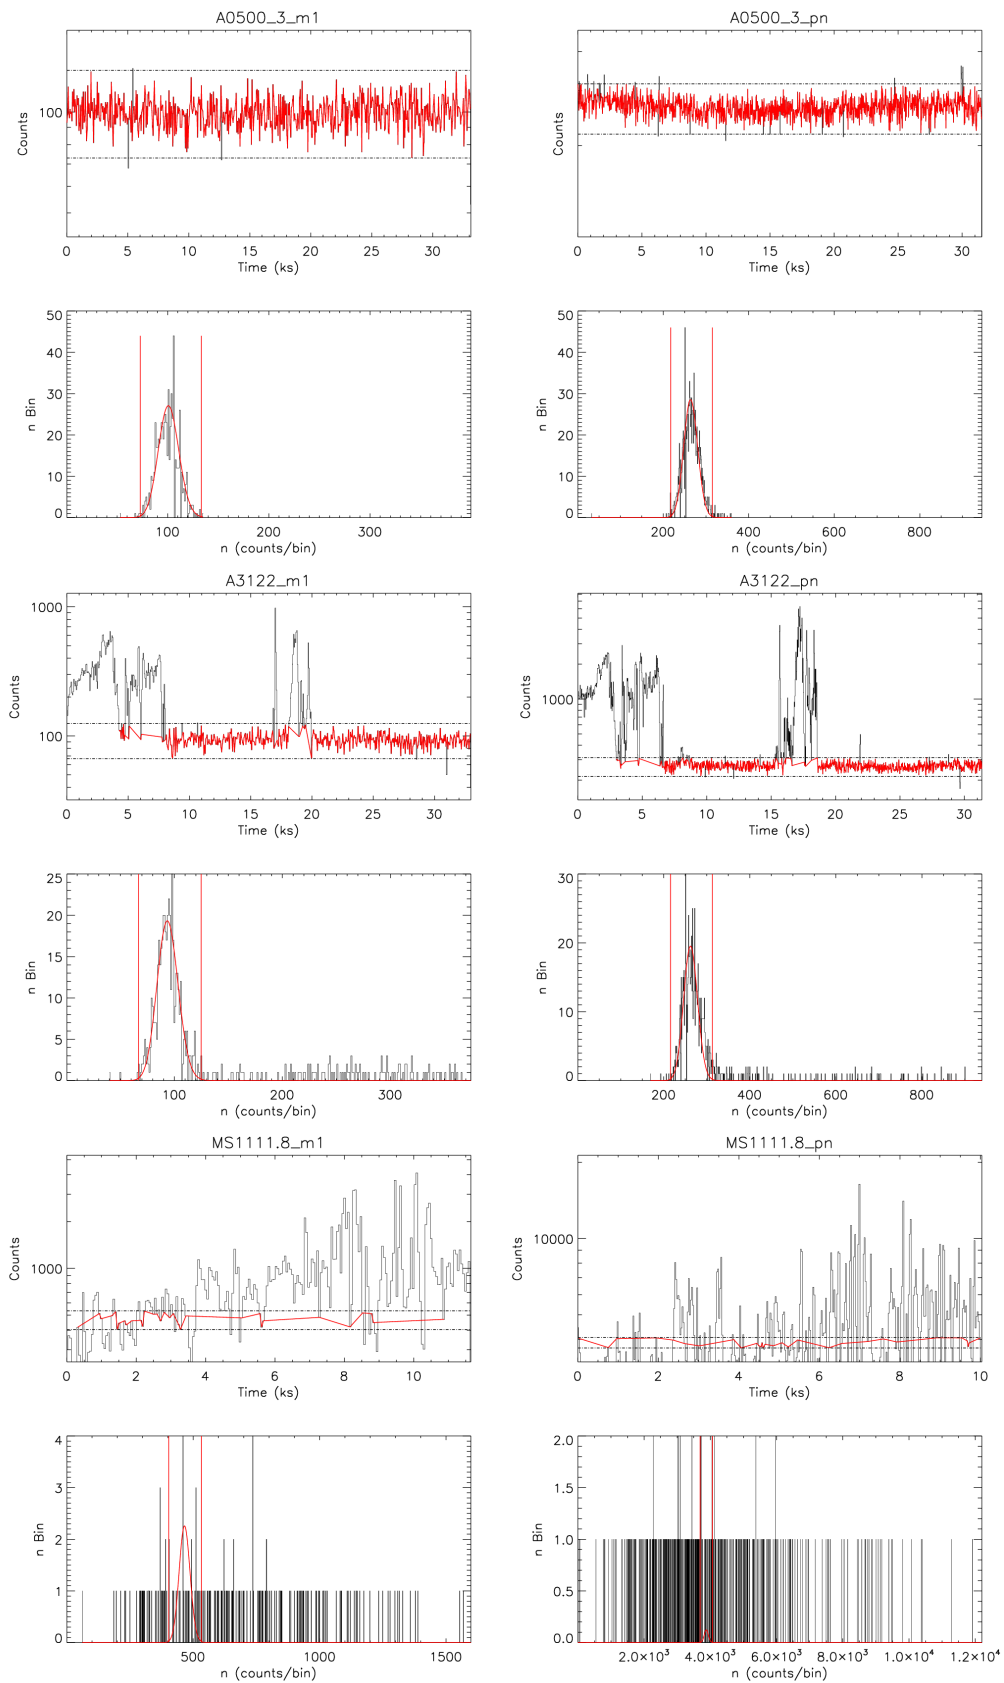 A0500_3_m1
A0500_3_pn
100
Counts
Counts
0 5 10 15 20 25 30
0 5 10 15 20 25 30
Time (ks)
Time (ks)
50
40
30
20
10
0
n Bin
50
40
30
20
10
0
n Bin
100 200 300
200 400 600 800
n (counts/bin)
n (counts/bin)
A3122_m1
A3122_pn
1000
100
Counts
1000
Counts
0 5 10 15 20 25 30
0 5 10 15 20 25 30
Time (ks)
Time (ks)
25
20
15
10
5
0
n Bin
30
20
10
0
n Bin
100 200 300
200 400 600 800
n (counts/bin)
n (counts/bin)
MS1111.8_m1
MS1111.8_pn
1000
Counts
10000
Counts
0 2 4 6 8 10
0 2 4 6 8 10
Time (ks)
Time (ks)
4
3
2
1
0
n Bin
2.0
1.5
1.0
0.5
0.0
n Bin
500 1000 1500
2.0×10³ 4.0×10³ 6.0×10³ 8.0×10³ 1.0×10⁴ 1.2×10⁴
n (counts/bin)
n (counts/bin)